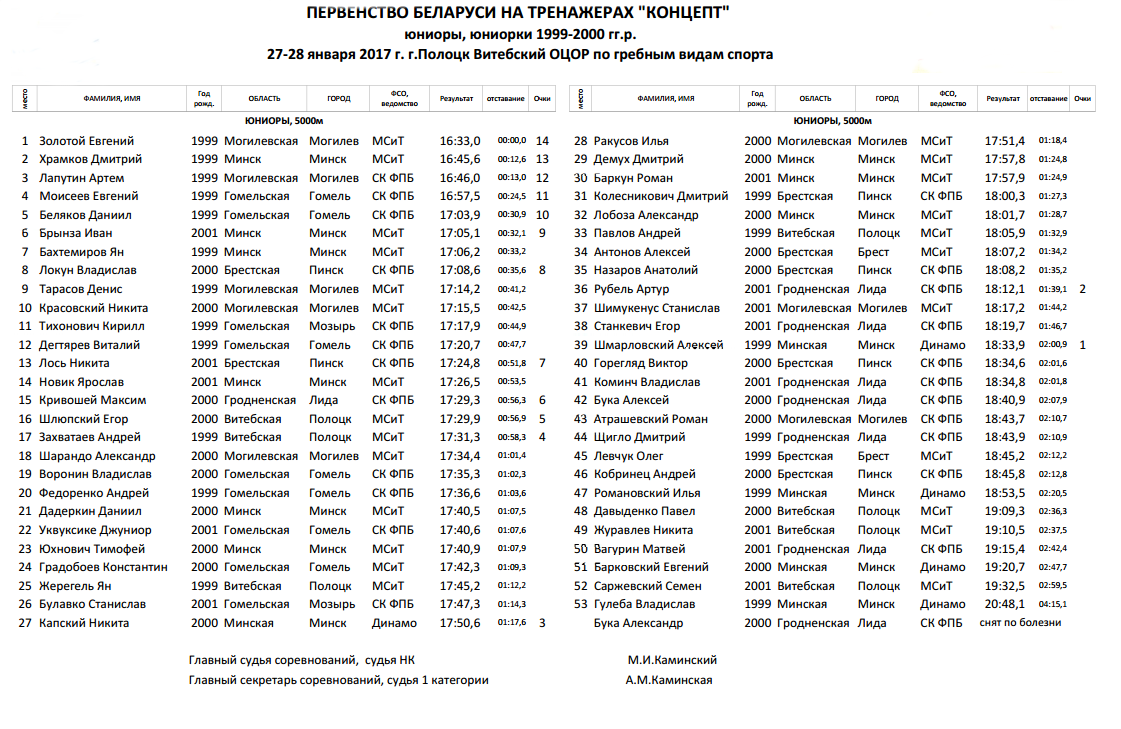 ПЕРВЕНСТВО БЕЛАРУСИ НА ТРЕНАЖЕРАХ "КОНЦЕПТ"
юниоры, юниорки 1999-2000 гг.р.
27-28 января 2017 г. г.Полоцк Витебский ОЦОР по гребным видам спорта
место ФАМИЛИЯ, ИМЯ Год рожд. ОБЛАСТЬ ГОРОД ФСО, ведомство Результат отставание Очки
ЮНИОРЫ, 5000м
1 Золотой Евгений 1999 Могилевская Могилев МСиТ 16:33,0 00:00,0 14
2 Храмков Дмитрий 1999 Минск Минск МСиТ 16:45,6 00:12,6 13
3 Лапутин Артем 1999 Могилевская Могилев СК ФПБ 16:46,0 00:13,0 12
4 Моисеев Евгений 1999 Гомельская Гомель СК ФПБ 16:57,5 00:24,5 11
5 Беляков Даниил 1999 Гомельская Гомель СК ФПБ 17:03,9 00:30,9 10
6 Брынза Иван 2001 Минск Минск МСиТ 17:05,1 00:32,1 9
7 Бахтемиров Ян 1999 Минск Минск МСиТ 17:06,2 00:33,2
8 Локун Владислав 2000 Брестская Пинск СК ФПБ 17:08,6 00:35,6 8
9 Тарасов Денис 2000 Могилевская Могилев МСиТ 17:14,2 00:41,2
10 Красовский Никита 2000 Могилевская Могилев МСиТ 17:15,5 00:42,5
11 Тихонович Кирилл 1999 Гомельская Мозырь СК ФПБ 17:17,9 00:44,9
12 Дегтярев Виталий 1999 Гомельская Гомель СК ФПБ 17:20,7 00:47,7
13 Лось Никита 2001 Брестская Пинск СК ФПБ 17:24,8 00:51,8 7
14 Новик Ярослав 2001 Минск Минск МСиТ 17:26,5 00:53,5
15 Кривошей Максим 2000 Гродненская Лида СК ФПБ 17:29,3 00:56,3 6
16 Шлюпский Егор 2000 Витебская Полоцк МСиТ 17:29,9 00:56,9 5
17 Захватаев Андрей 1999 Витебская Полоцк МСиТ 17:31,3 00:58,3 4
18 Шарандо Александр 2000 Могилевская Могилев МСиТ 17:34,4 01:01,4
19 Воронин Владислав 2000 Гомельская Гомель СК ФПБ 17:35,3 01:02,3
20 Федоренко Андрей 1999 Гомельская Гомель СК ФПБ 17:36,6 01:03,6
21 Дадеркин Даниил 2000 Минск Минск МСиТ 17:40,5 01:07,5
22 Уквуксике Джуниор 2001 Гомельская Гомель СК ФПБ 17:40,6 01:07,6
23 Юхнович Тимофей 2000 Минск Минск МСиТ 17:40,9 01:07,9
24 Градобоев Константин 2000 Минск Минск МСиТ 17:42,3 01:09,3
25 Жерегель Ян 1999 Витебская Полоцк МСиТ 17:45,2 01:12,2
26 Булавко Станислав 2001 Гомельская Мозырь СК ФПБ 17:47,3 01:14,3
27 Капский Никита 2000 Минская Минск Динамо 17:50,6 01:17,6 3
место ФАМИЛИЯ, ИМЯ Год рожд. ОБЛАСТЬ ГОРОД ФСО, ведомство Результат отставание Очки
ЮНИОРЫ, 5000м
28 Ракусов Илья 2000 Могилевская Могилев МСиТ 17:51,4 01:18,4
29 Демух Дмитрий 2000 Минск Минск МСиТ 17:57,8 01:24,8
30 Баркун Роман 2001 Минск Минск МСиТ 17:57,9 01:24,9
31 Колесникович Дмитрий 1999 Брестская Пинск СК ФПБ 18:00,3 01:27,3
32 Лобоза Александр 2000 Минск Минск МСиТ 18:01,7 01:28,7
33 Павлов Андрей 1999 Витебская Полоцк МСиТ 18:05,9 01:32,9
34 Антонов Алексей 2000 Брестская Брест МСиТ 18:07,2 01:34,2
35 Назаров Анатолий 2000 Брестская Пинск СК ФПБ 18:08,2 01:35,2
36 Рубель Артур 2001 Гродненская Лида СК ФПБ 18:12,1 01:39,1 2
37 Шимукенус Станислав 2001 Могилевская Могилев МСиТ 18:17,2 01:44,2
38 Станкевич Егор 2001 Гродненская Лида СК ФПБ 18:19,7 01:46,7
39 Шмарловский Алексей 1999 Минская Минск Динамо 18:33,9 02:00,9 1
40 Горегляд Виктор 2000 Брестская Пинск СК ФПБ 18:34,6 02:01,6
41 Коминч Владислав 2001 Гродненская Лида СК ФПБ 18:34,8 02:01,8
42 Бука Алексей 2000 Гродненская Лида СК ФПБ 18:40,9 02:07,9
43 Атрашевский Роман 2000 Могилевская Могилев МСиТ 18:43,7 02:10,7
44 Щигло Дмитрий 1999 Гродненская Лида СК ФПБ 18:43,9 02:10,9
45 Левчук Олег 1999 Брестская Брест МСиТ 18:45,2 02:12,2
46 Кобринец Андрей 2000 Брестская Пинск СК ФПБ 18:45,8 02:12,8
47 Романовский Илья 1999 Минская Минск Динамо 18:53,5 02:20,5
48 Давыденко Павел 2000 Витебская Полоцк МСиТ 19:09,3 02:36,3
49 Журавлев Никита 2001 Витебская Полоцк МСиТ 19:10,5 02:37,5
50 Вагурин Матвей 2001 Гродненская Лида СК ФПБ 19:15,4 02:42,4
51 Барковский Евгений 2000 Минская Минск Динамо 19:20,7 02:47,7
52 Саржевский Семен 2001 Витебская Полоцк МСиТ 19:32,5 02:59,5
53 Гулеба Владислав 1999 Минская Минск Динамо 20:48,1 04:15,1
Бука Александр 2000 Гродненская Лида СК ФПБ снят по болезни
Главный судья соревнований, судья НК М.И.Каминский
Главный секретарь соревнований, судья 1 категории А.М.Каминская